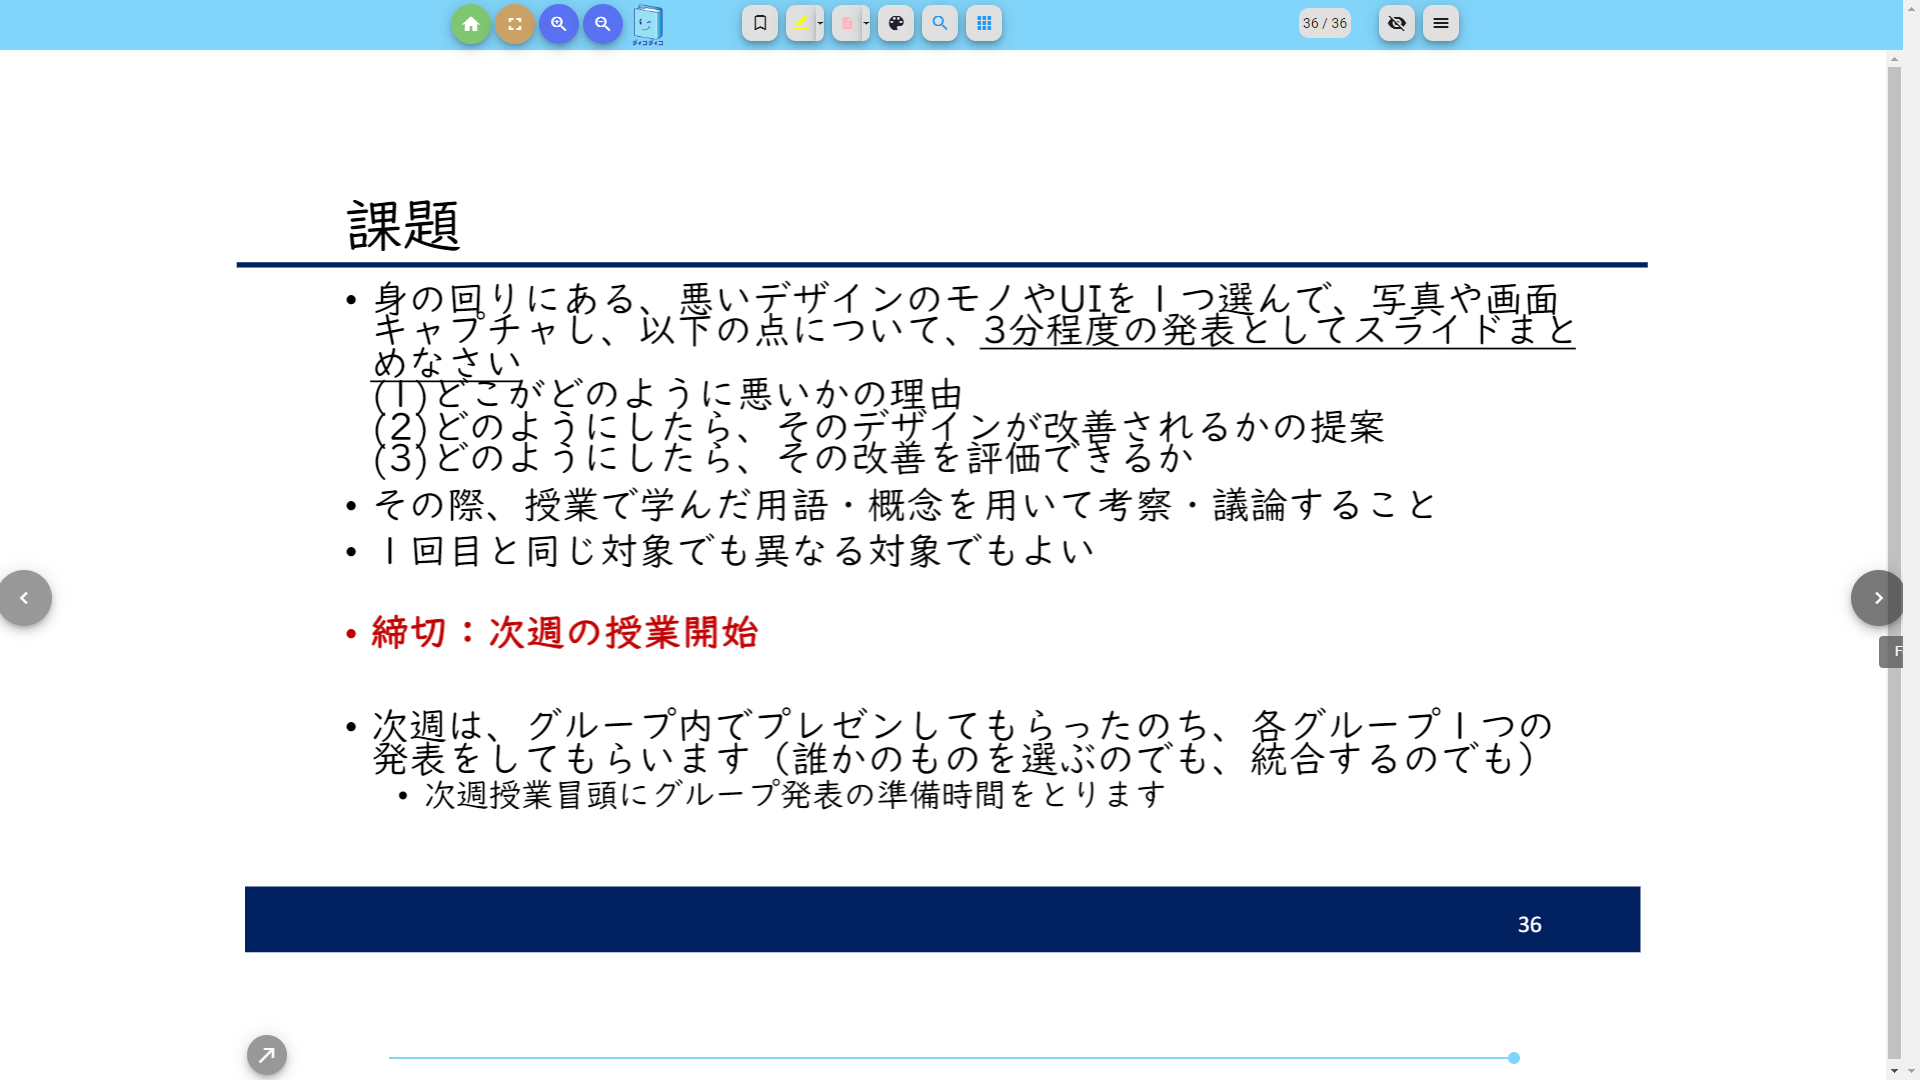 ダイコダイコ
36 / 36
課題
• 身の回りにある、悪いデザインのモノやUIを1つ選んで、写真や画面
キャプチャし、以下の点について、3分程度の発表としてスライドまと
めなさい
(1)どこがどのように悪いかの理由
(2)どのようにしたら、そのデザインが改善されるかの提案
(3)どのようにしたら、その改善を評価できるか
• その際、授業で学んだ用語・概念を用いて考察・議論すること
• 1回目と同じ対象でも異なる対象でもよい
• 締切：次週の授業開始
• 次週は、グループ内でプレゼンしてもらったのち、各グループ1つの
発表をしてもらいます（誰かのものを選ぶのでも、統合するのでも）
• 次週授業冒頭にグループ発表の準備時間をとります
F
36